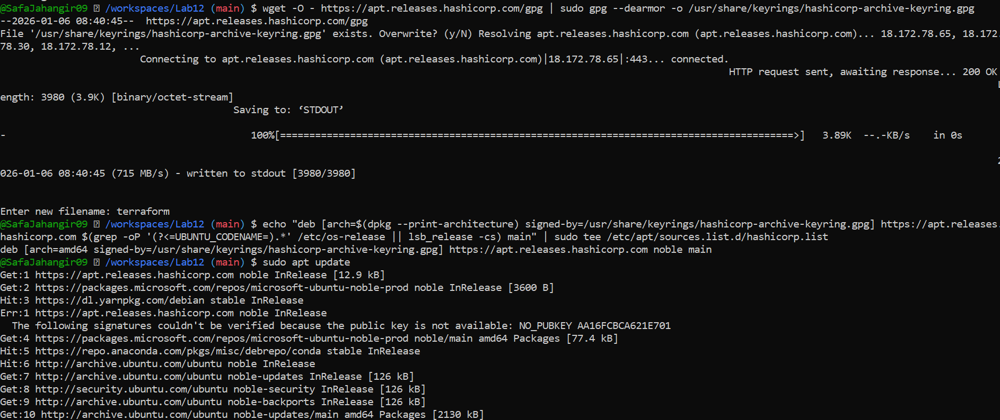 @SafaJahangir09 /workspaces/Lab12 (main) $ wget -O - https://apt.releases.hashicorp.com/gpg | sudo gpg --dearmor -o /usr/share/keyrings/hashicorp-archive-keyring.gpg
--2026-01-06 08:40:45--  https://apt.releases.hashicorp.com/gpg
File '/usr/share/keyrings/hashicorp-archive-keyring.gpg' exists. Overwrite? (y/N) Resolving apt.releases.hashicorp.com (apt.releases.hashicorp.com)... 18.172.78.65, 18.172.
78.30, 18.172.78.12, ...
Connecting to apt.releases.hashicorp.com (apt.releases.hashicorp.com)|18.172.78.65|:443... connected.
HTTP request sent, awaiting response... 200 OK
L
ength: 3980 (3.9K) [binary/octet-stream]
Saving to: ‘STDOUT’
- 100%[========================================================================================>] 3.89K --.-KB/s in 0s
2
026-01-06 08:40:45 (715 MB/s) - written to stdout [3980/3980]
Enter new filename: terraform
@SafaJahangir09 /workspaces/Lab12 (main) $ echo "deb [arch=$(dpkg --print-architecture) signed-by=/usr/share/keyrings/hashicorp-archive-keyring.gpg] https://apt.releases.
hashicorp.com $(grep -oP '(?<=UBUNTU_CODENAME=).*' /etc/os-release || lsb_release -cs) main" | sudo tee /etc/apt/sources.list.d/hashicorp.list
deb [arch=amd64 signed-by=/usr/share/keyrings/hashicorp-archive-keyring.gpg] https://apt.releases.hashicorp.com noble main
@SafaJahangir09 /workspaces/Lab12 (main) $ sudo apt update
Get:1 https://apt.releases.hashicorp.com noble InRelease [12.9 kB]
Get:2 https://packages.microsoft.com/repos/microsoft-ubuntu-noble-prod noble InRelease [3600 B]
Hit:3 https://dl.yarnpkg.com/debian stable InRelease
Err:1 https://apt.releases.hashicorp.com noble InRelease
The following signatures couldn't be verified because the public key is not available: NO_PUBKEY AA16FCBCA621E701
Get:4 https://packages.microsoft.com/repos/microsoft-ubuntu-noble-prod noble/main amd64 Packages [77.4 kB]
Hit:5 https://repo.anaconda.com/pkgs/misc/debrepo/conda stable InRelease
Hit:6 http://archive.ubuntu.com/ubuntu noble InRelease
Get:7 http://archive.ubuntu.com/ubuntu noble-updates InRelease [126 kB]
Get:8 http://security.ubuntu.com/ubuntu noble-security InRelease [126 kB]
Get:9 http://archive.ubuntu.com/ubuntu noble-backports InRelease [126 kB]
Get:10 http://archive.ubuntu.com/ubuntu noble-updates/main amd64 Packages [2130 kB]